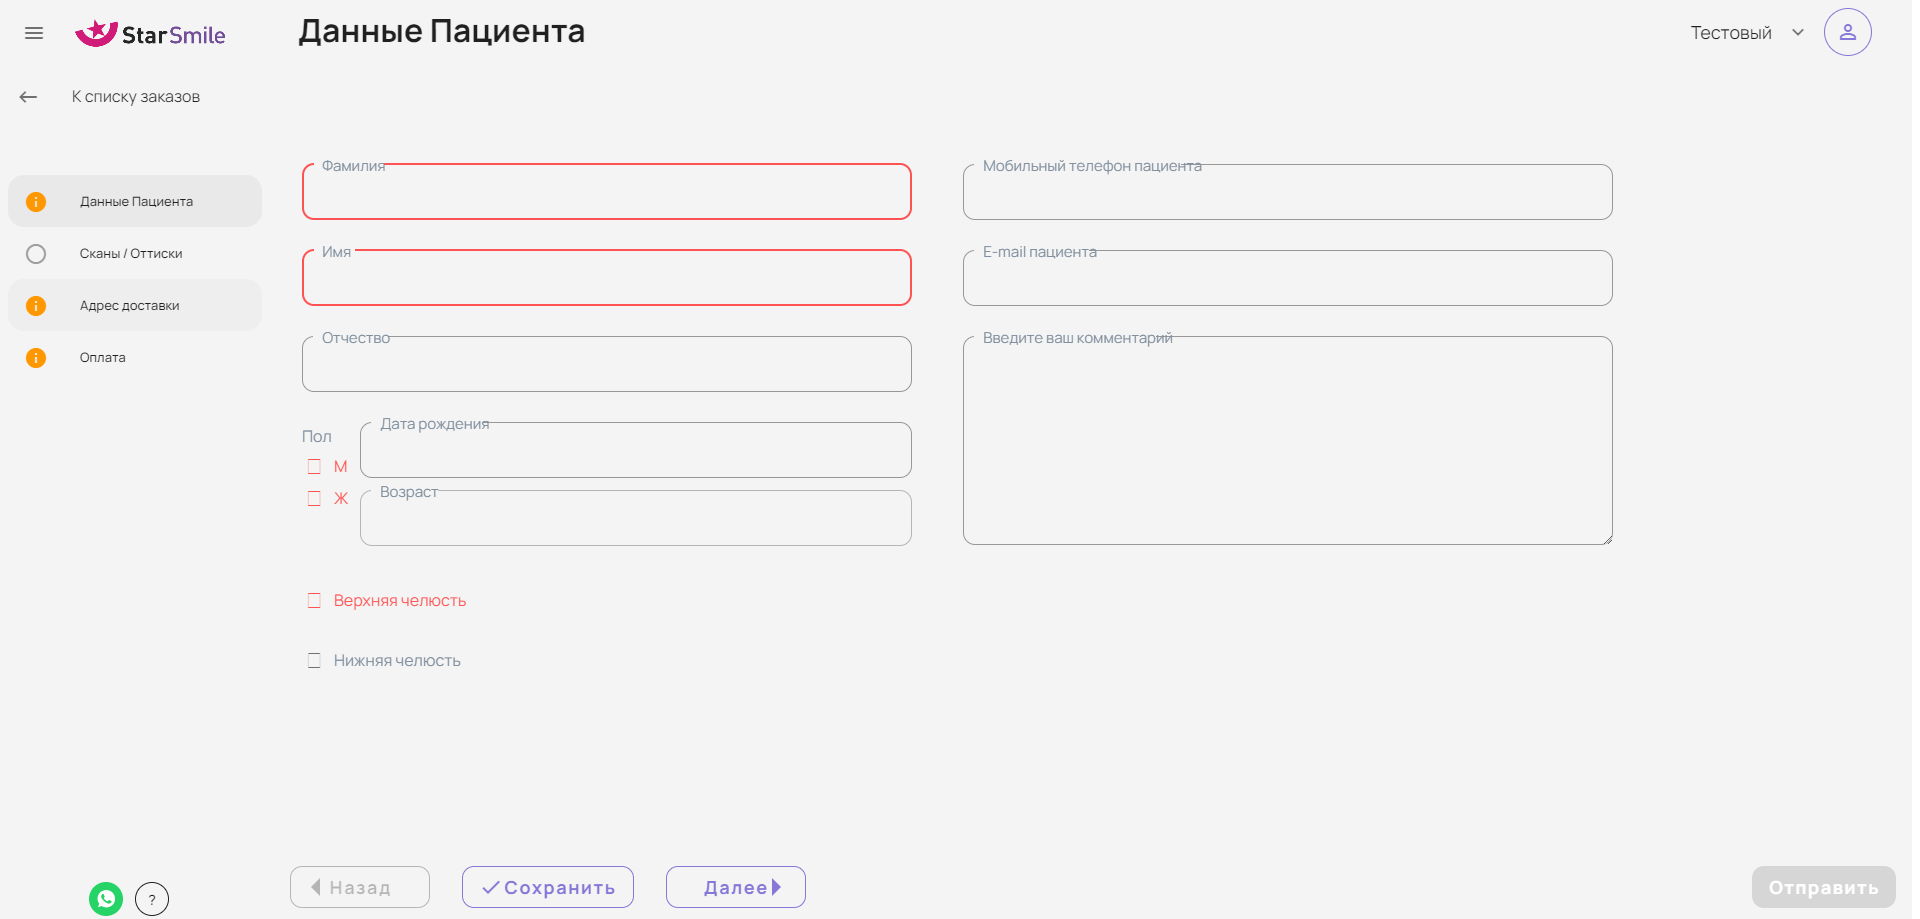 StarSmile
Данные Пациента
Тестовый
К списку заказов
Данные Пациента
Сканы / Оттиски
Адрес доставки
Оплата
Фамилия
Имя
Отчество
Пол
М
Ж
Дата рождения
Возраст
Верхняя челюсть
Нижняя челюсть
Мобильный телефон пациента
E-mail пациента
Введите ваш комментарий
Назад
Сохранить
Далее
Отправить
?